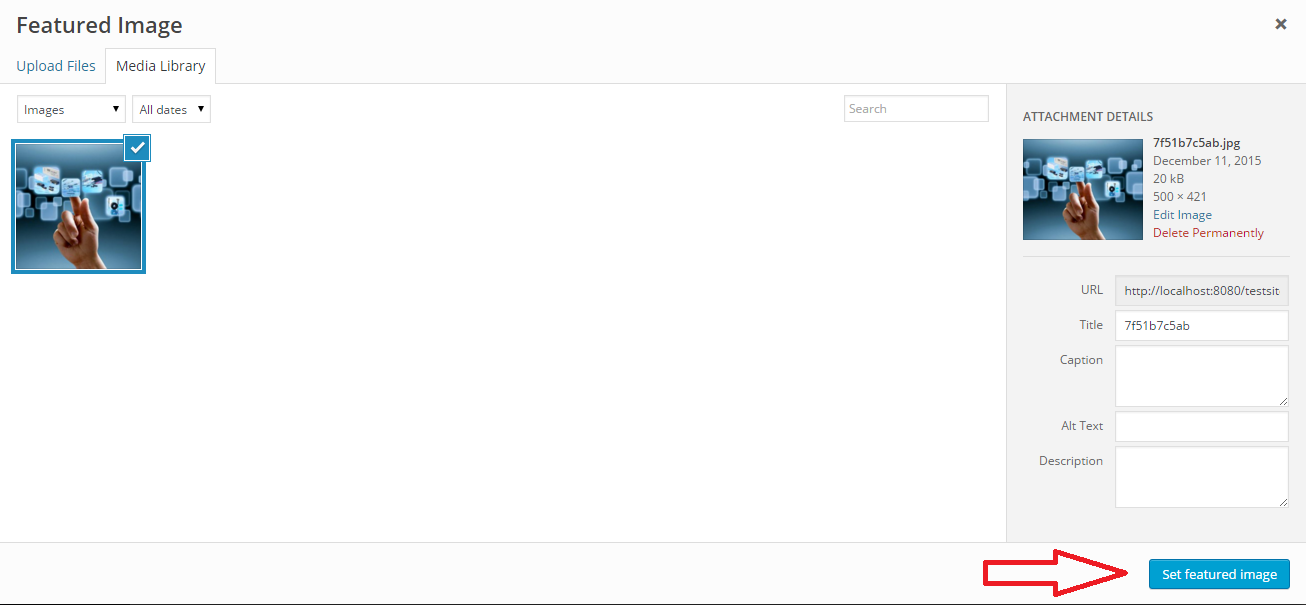 Featured Image
Upload Files
Media Library
Images
All dates
Search
ATTACHMENT DETAILS
7f51b7c5ab.jpg
December 11, 2015
20 kB
500 × 421
Edit Image
Delete Permanently
URL http://localhost:8080/testsit
Title 7f51b7c5ab
Caption
Alt Text
Description
Set featured image